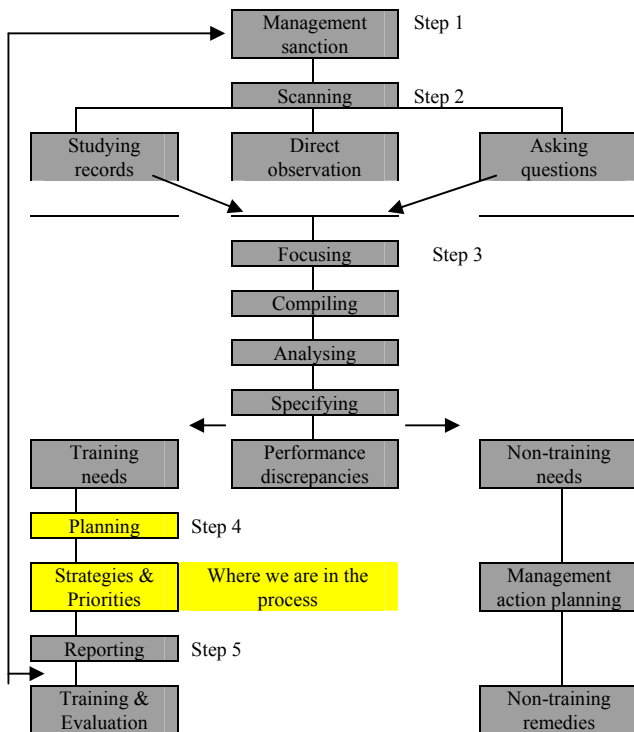 Management
sanction
Step 1
Scanning
Step 2
Studying
records
Direct
observation
Asking
questions
Focusing
Step 3
Compiling
Analysing
Specifying
Training
needs
Performance
discrepancies
Non-training
needs
Planning
Step 4
Strategies &
Priorities
Where we are in the
process
Management
action planning
Reporting
Step 5
Training &
Evaluation
Non-training
remedies